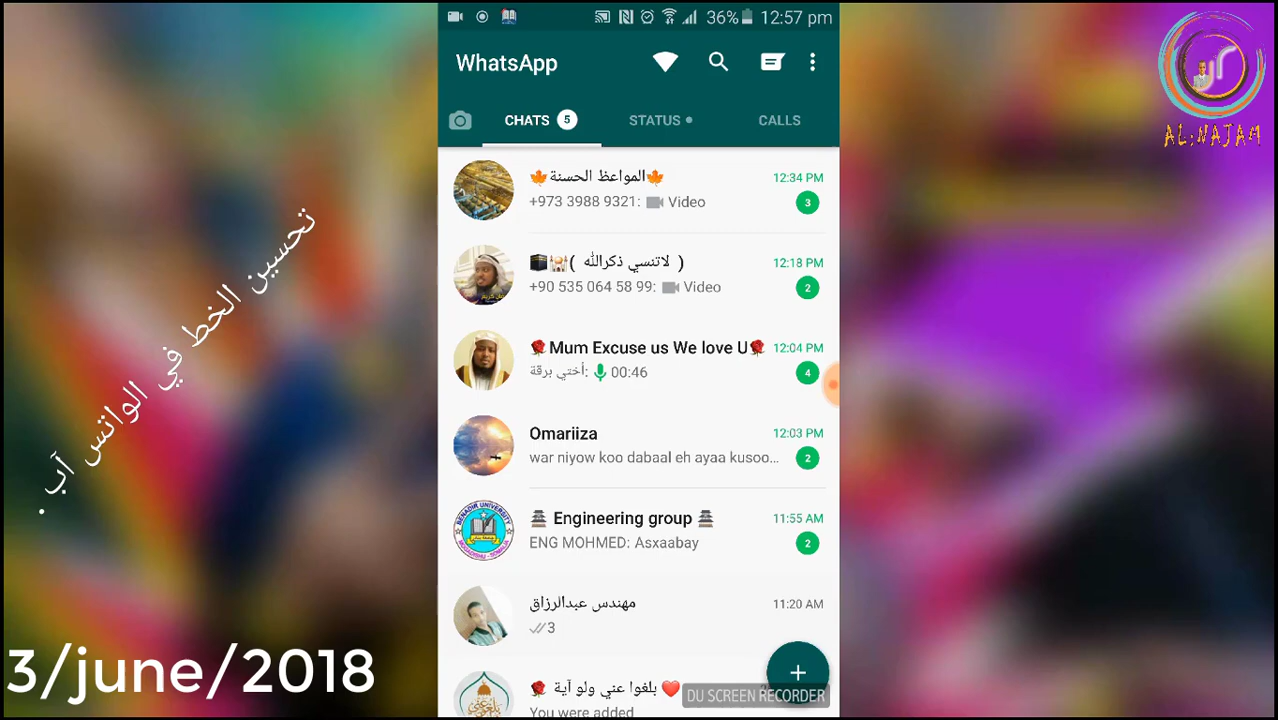 36% 12:57 pm
WhatsApp
CHATS 5
STATUS
CALLS
🍁المواعظ الحسنة🍁
12:34 PM
+973 3988 9321: Video
3
🕋🕌( لاتنسي ذكرالله )
12:18 PM
+90 535 064 58 99: Video
2
🌹Mum Excuse us We love U🌹
12:04 PM
أختي برقة: 00:46
4
Omariiza
12:03 PM
war niyow koo dabaal eh ayaa kusoo...
2
BENADIR UNIVERSITY
MUGADISHU - SOMALIA
🏯 Engineering group 🏯
11:55 AM
ENG MOHMED: Asxaabay
2
مهندس عبدالرزاق
11:20 AM
3
🌹 بلغوا عني ولو آية ❤️
You were added
+
DU SCREEN RECORDER
تحسين الخط في الواتس آب .
3/june/2018
AL:NAJAM